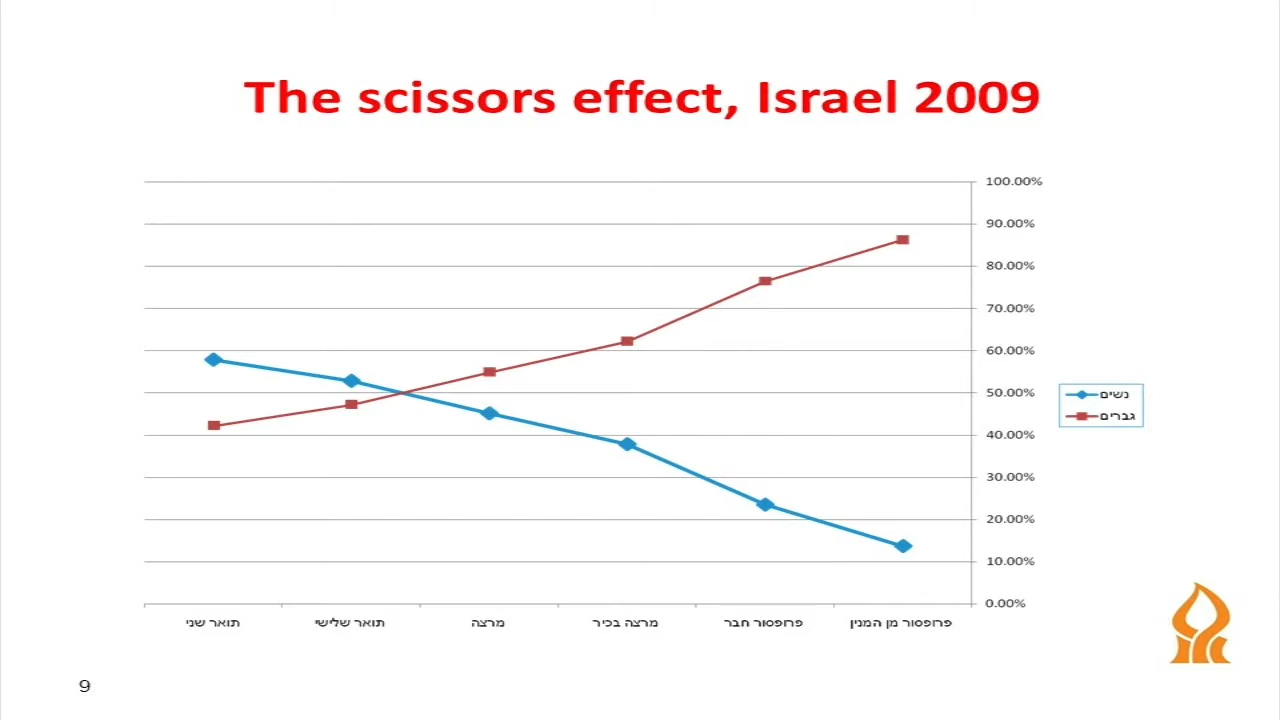 The scissors effect, Israel 2009
100.00%
90.00%
80.00%
70.00%
60.00%
50.00%
40.00%
30.00%
20.00%
10.00%
0.00%
נשים
גברים
תואר שני
תואר שלישי
מרצה
מרצה בכיר
פרופסור חבר
פרופסור מן המנין
9